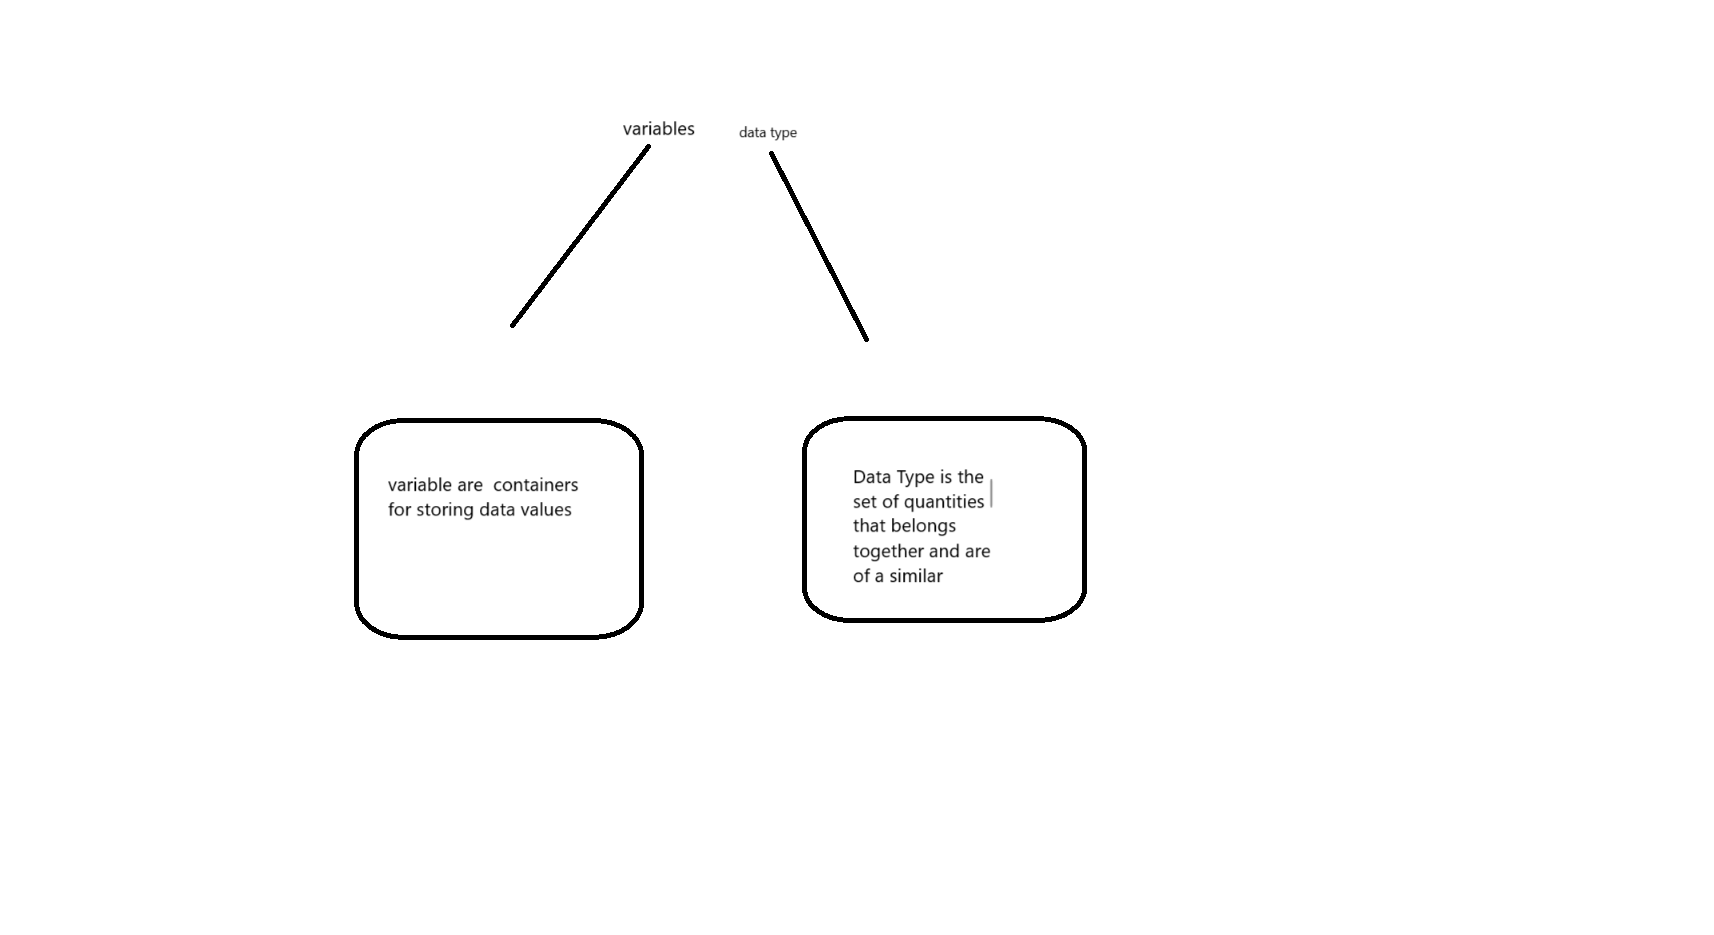 variables
data type
variable are  containers
for storing data values
Data Type is the
set of quantities
that belongs
together and are
of a similar